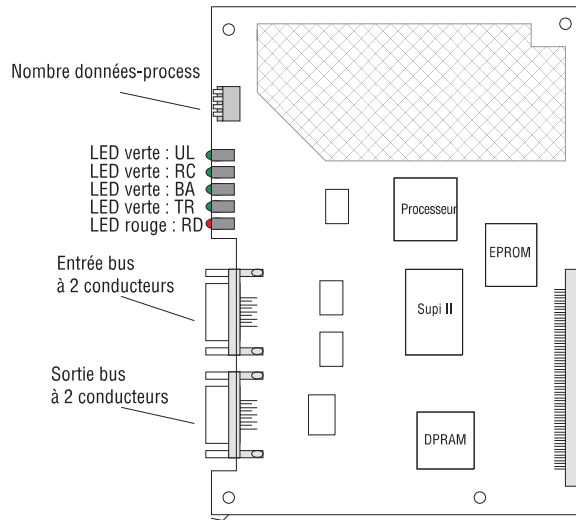 Nombre données-process
LED verte : UL
LED verte : RC
LED verte : BA
LED verte : TR
LED rouge : RD
Processeur
EPROM
Entrée bus
à 2 conducteurs
Supi II
Sortie bus
à 2 conducteurs
DPRAM